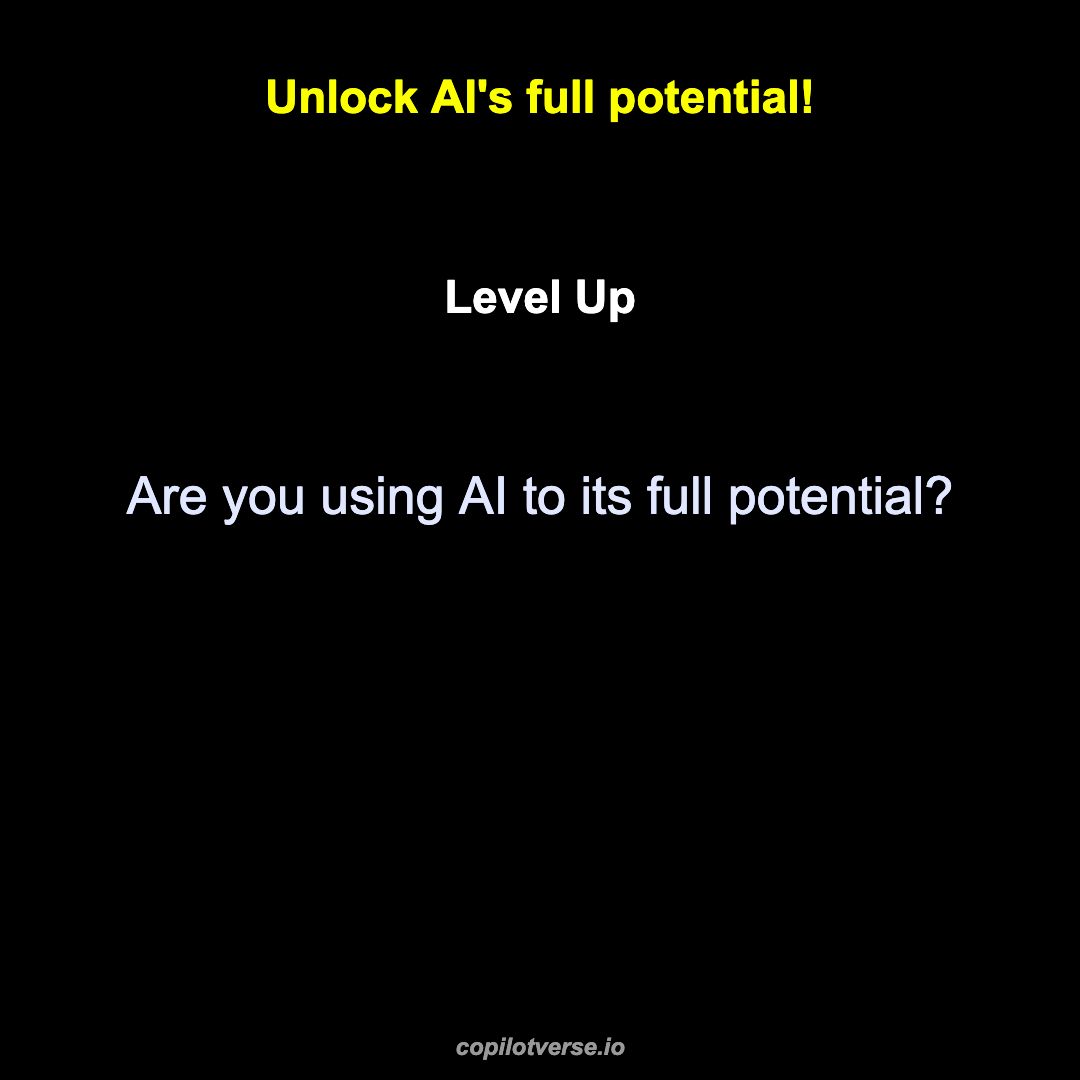 Unlock AI's full potential!
Level Up
Are you using AI to its full potential?
copilotverse.io